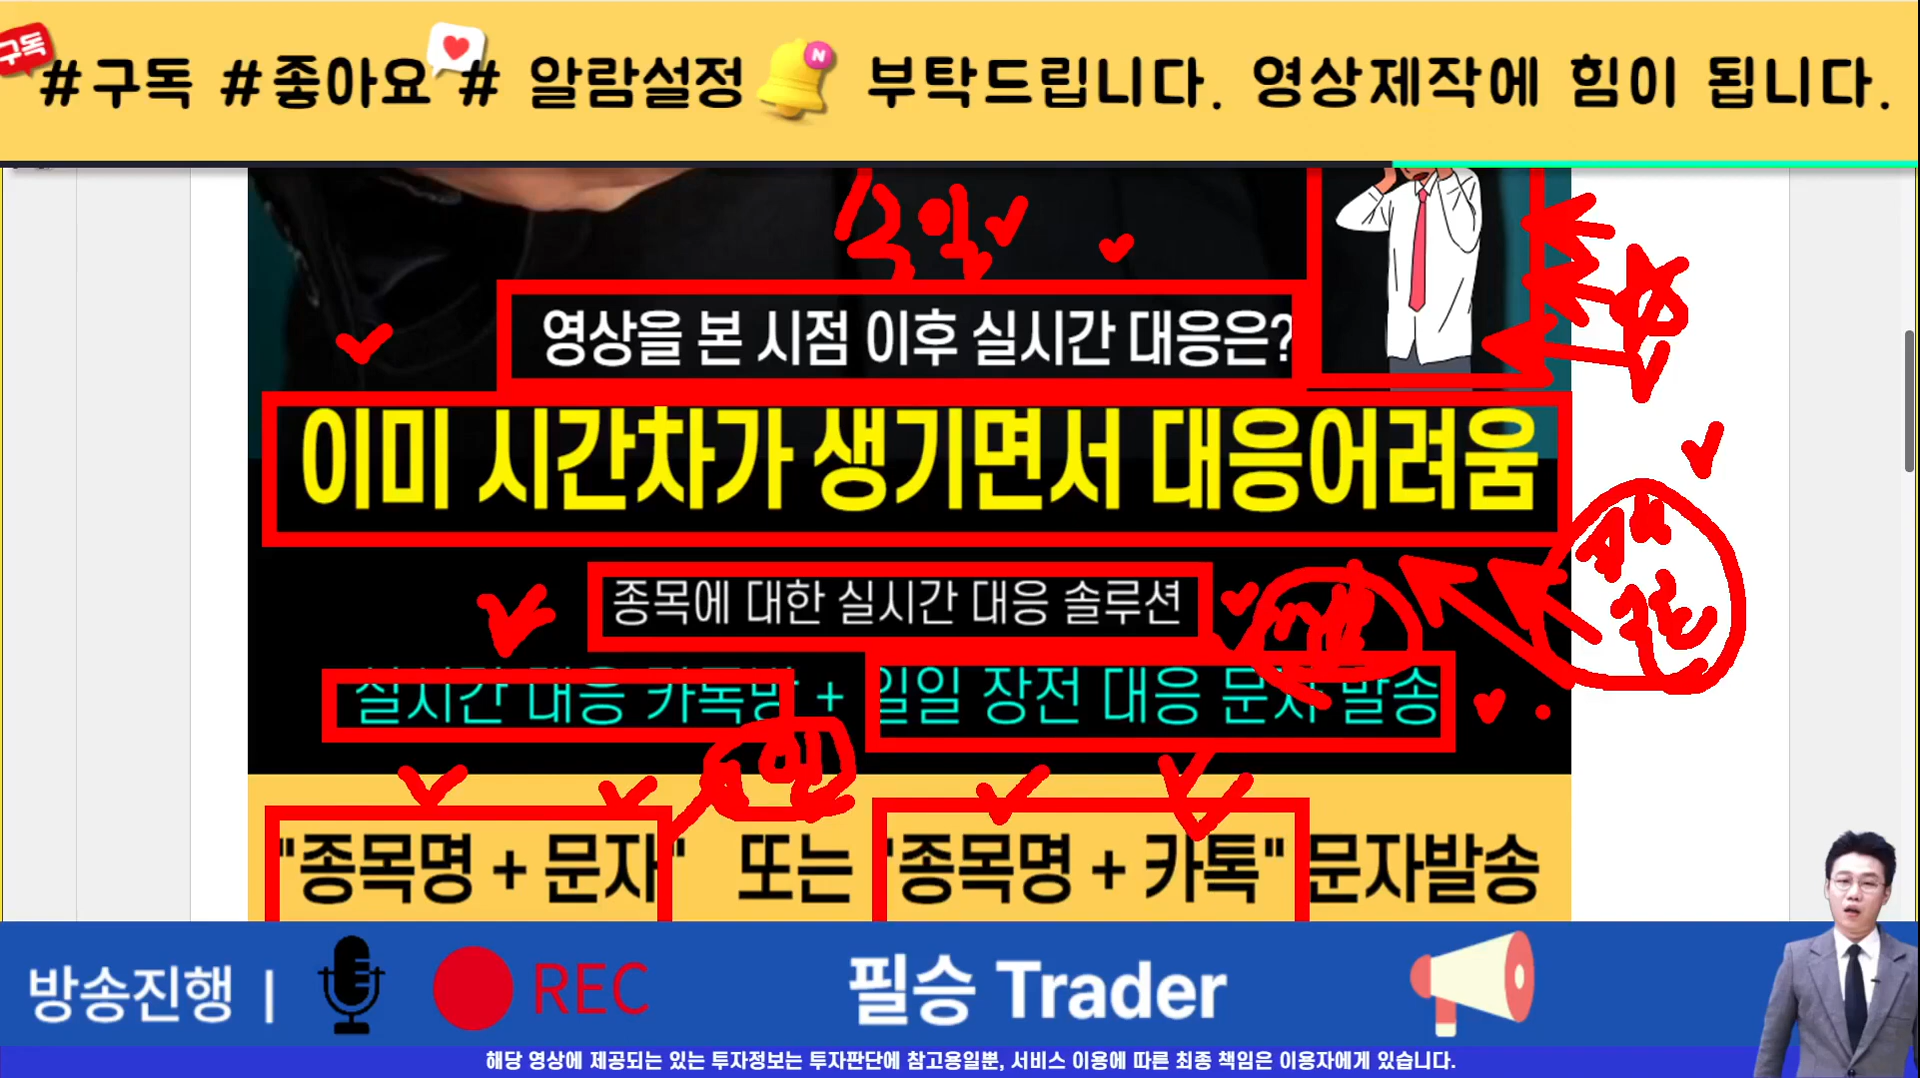 구독
#구독 #좋아요 # 알람설정 N 부탁드립니다. 영상제작에 힘이 됩니다.
영상을 본 시점 이후 실시간 대응은?
이미 시간차가 생기면서 대응어려움
종목에 대한 실시간 대응 솔루션
실시간 대응 카톡방 + 일일 장전 대응 문자 발송
"종목명 + 문자" 또는 "종목명 + 카톡" 문자발송
방송진행 | REC 필승 Trader
해당 영상에 제공되는 있는 투자정보는 투자판단에 참고용일뿐, 서비스 이용에 따른 최종 책임은 이용자에게 있습니다.